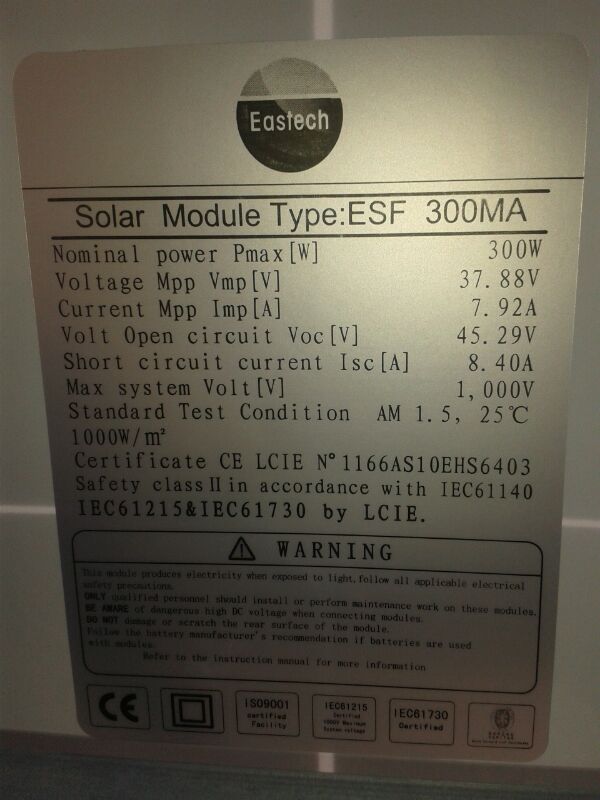 Eastech
Solar Module Type:ESF 300MA
Nominal power Pmax[W] 300W
Voltage Mpp Vmp[V] 37.88V
Current Mpp Imp[A] 7.92A
Volt Open circuit Voc[V] 45.29V
Short circuit current Isc[A] 8.40A
Max system Volt[V] 1,000V
Standard Test Condition AM 1.5, 25℃
1000W/m²
Certificate CE LCIE N° 1166AS10EHS6403
Safety class II in accordance with IEC61140
IEC61215&IEC61730 by LCIE.
WARNING
This module produces electricity when exposed to light, follow all applicable electrical
safety precautions.
ONLY qualified personnel should install or perform maintenance work on these modules.
BE AWARE of dangerous high DC voltage when connecting modules.
DO NOT damage or scratch the rear surface of the module.
Follow the battery manufacturer's recommendation if batteries are used
with modules.
Refer to the instruction manual for more information
CE
ISO9001
certified
Facility
IEC61215
Certified
1000V Maximum
System voltage
IEC61730
Certified